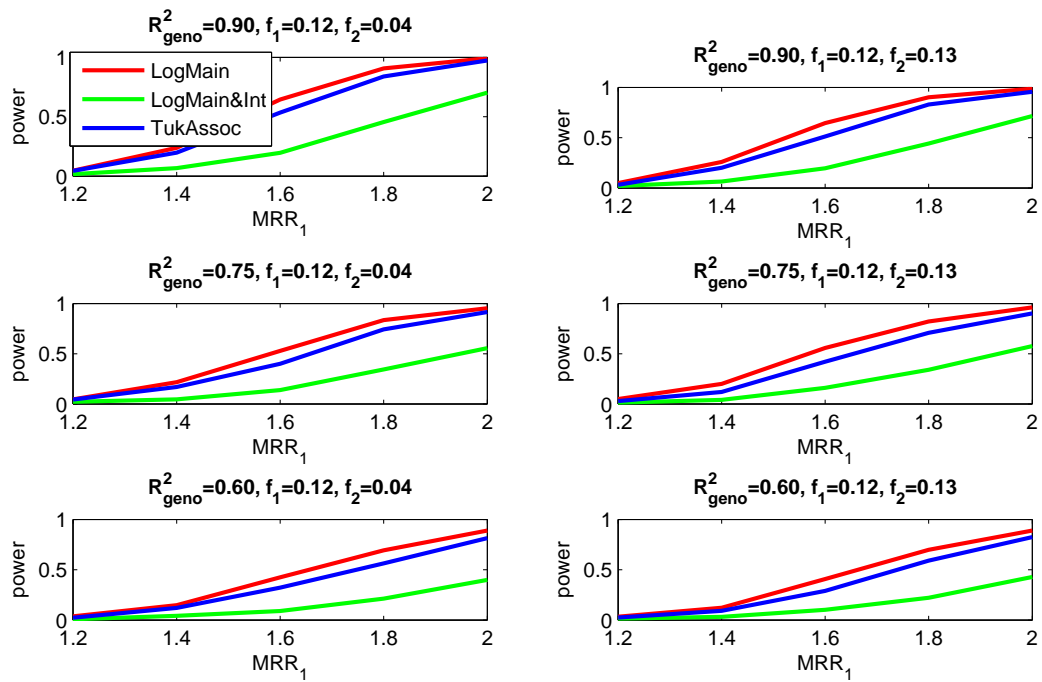 R²geno=0.90, f₁=0.12, f₂=0.04
power
1
0.5
0
1.2 1.4 1.6 1.8 2
MRR₁
LogMain
LogMain&Int
TukAssoc
R²geno=0.90, f₁=0.12, f₂=0.13
power
1
0.5
0
1.2 1.4 1.6 1.8 2
MRR₁
R²geno=0.75, f₁=0.12, f₂=0.04
power
1
0.5
0
1.2 1.4 1.6 1.8 2
MRR₁
R²geno=0.75, f₁=0.12, f₂=0.13
power
1
0.5
0
1.2 1.4 1.6 1.8 2
MRR₁
R²geno=0.60, f₁=0.12, f₂=0.04
power
1
0.5
0
1.2 1.4 1.6 1.8 2
MRR₁
R²geno=0.60, f₁=0.12, f₂=0.13
power
1
0.5
0
1.2 1.4 1.6 1.8 2
MRR₁